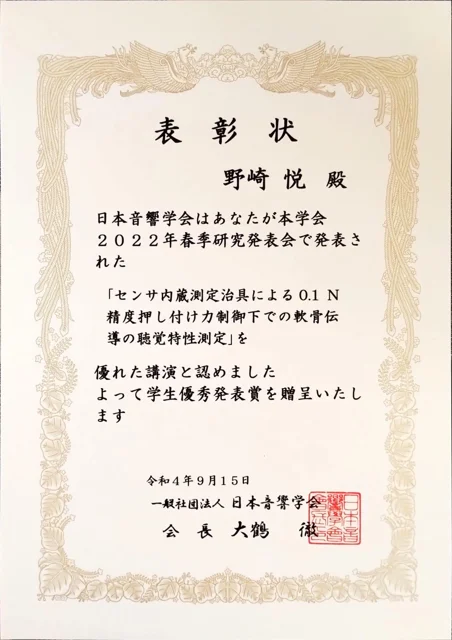 表彰状
野崎 悦 殿
日本音響学会はあなたが本学会
２０２２年春季研究発表会で発表さ
れた
「センサ内蔵測定治具による 0.1 N
精度押し付け力制御下での軟骨伝
導の聴覚特性測定」を
優れた講演と認めました
よって学生優秀発表賞を贈呈いたし
ます
令和４年９月１５日
一般社団法人 日本音響学会
会 長 大鶴 徹